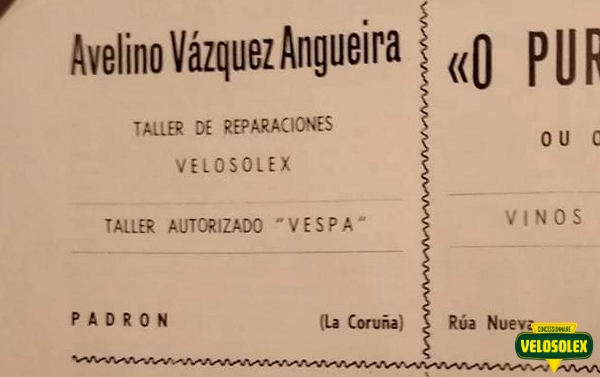 Avelino Vázquez Angueira
TALLER DE REPARACIONES
VELOSOLEX
TALLER AUTORIZADO "VESPA"
PADRON (La Coruña)
«O PUR
OU O
VINOS
Rúa Nueva
CONCESSIONNAIRE
VELOSOLEX